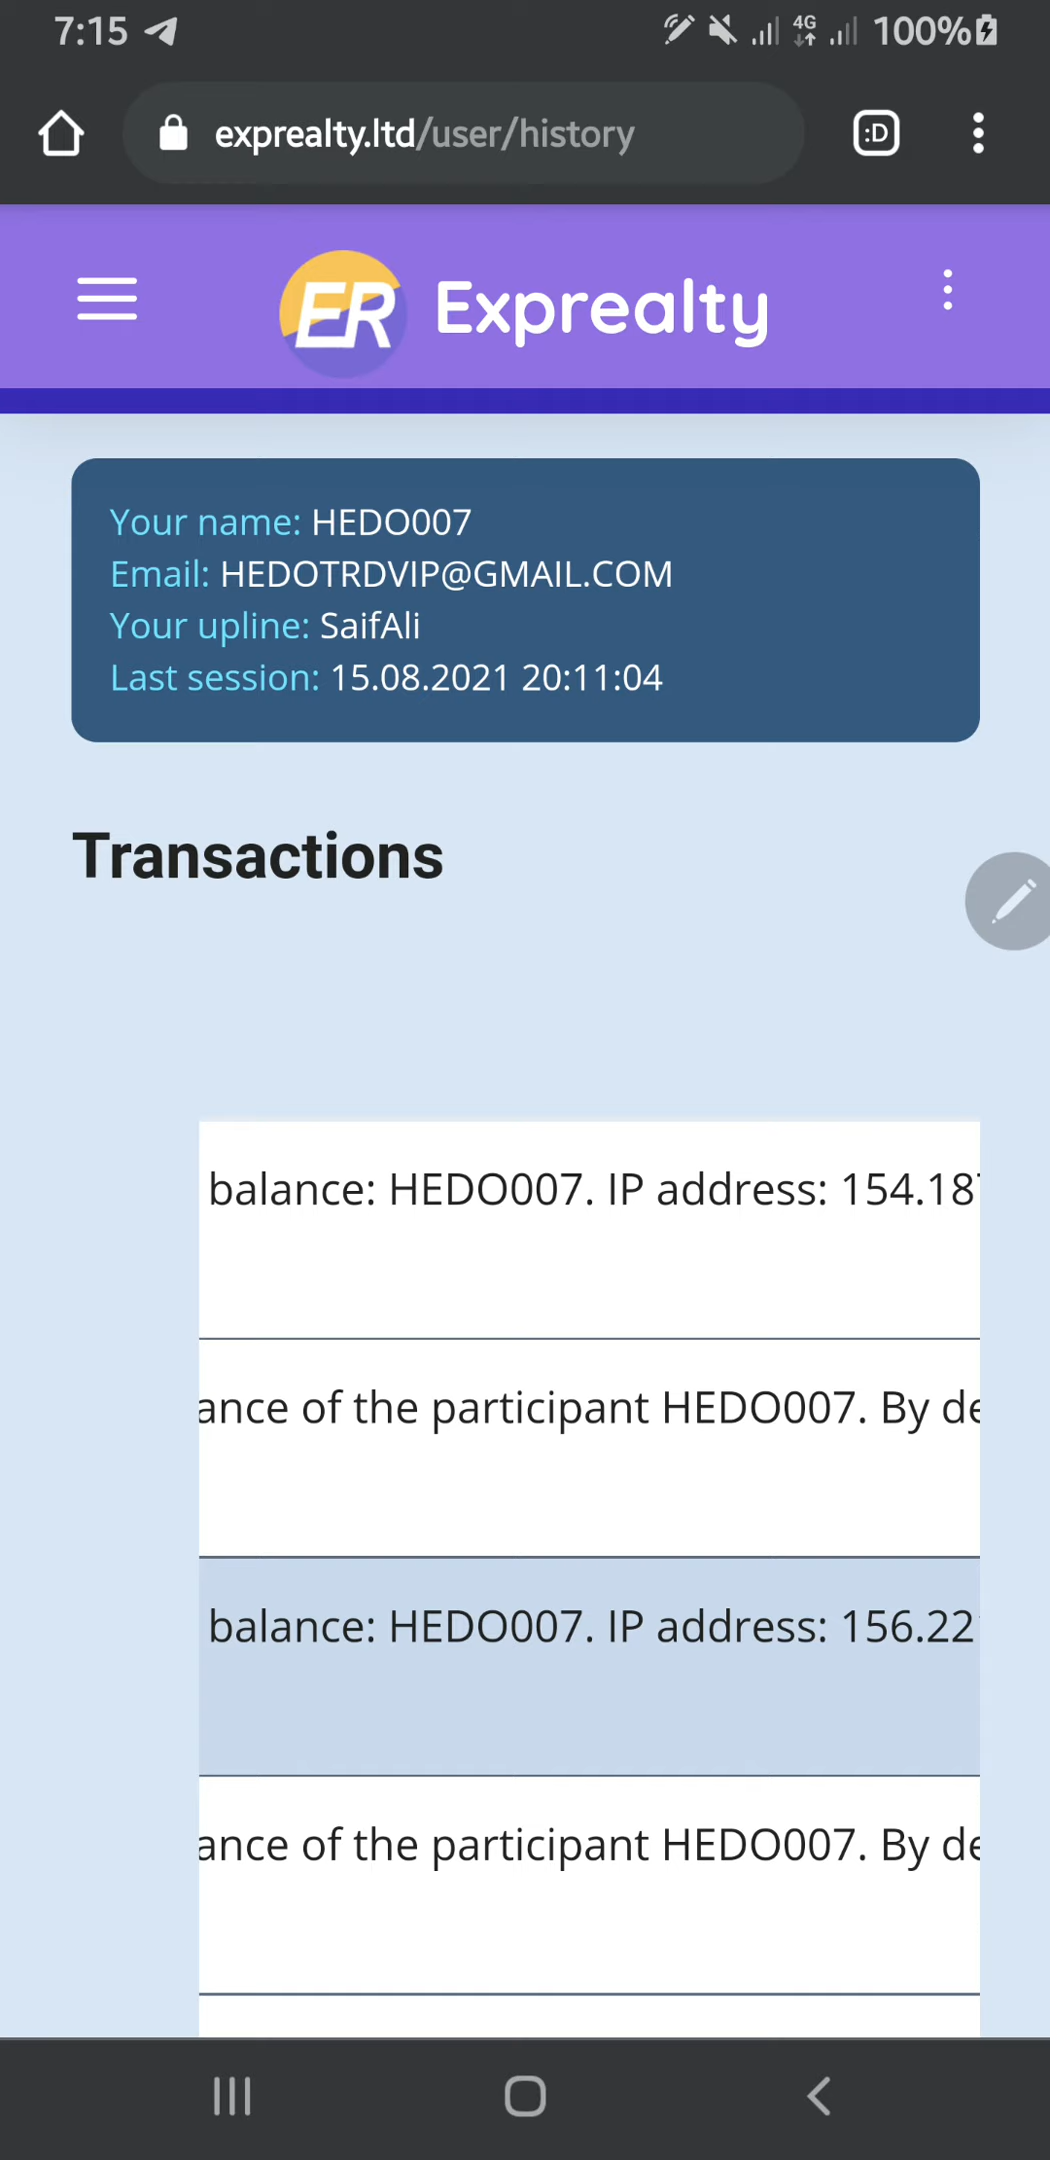 7:15 4G 100%
exprealty.ltd/user/history :D
ER Exprealty
Your name: HEDO007
Email: HEDOTRDVIP@GMAIL.COM
Your upline: SaifAli
Last session: 15.08.2021 20:11:04
Transactions
balance: HEDO007. IP address: 154.187
ance of the participant HEDO007. By de
balance: HEDO007. IP address: 156.22
ance of the participant HEDO007. By de